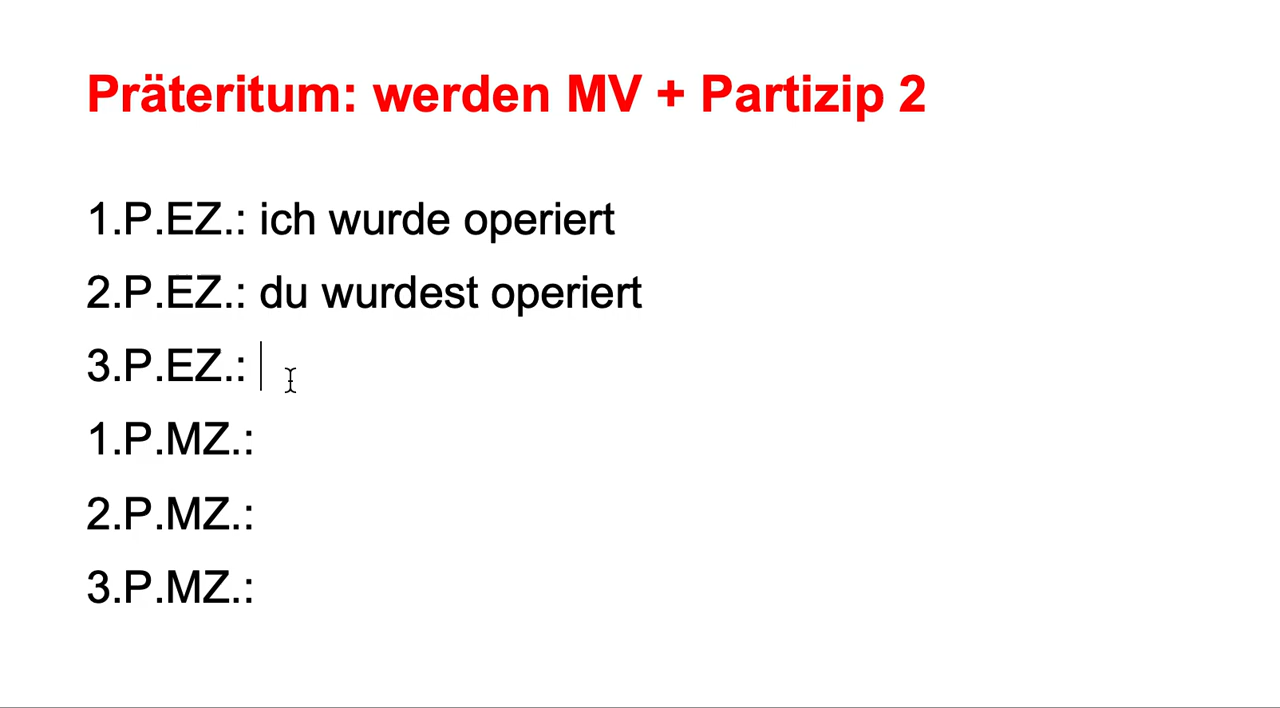 Präteritum: werden MV + Partizip 2
1.P.EZ.: ich wurde operiert
2.P.EZ.: du wurdest operiert
3.P.EZ.:
1.P.MZ.:
2.P.MZ.:
3.P.MZ.: